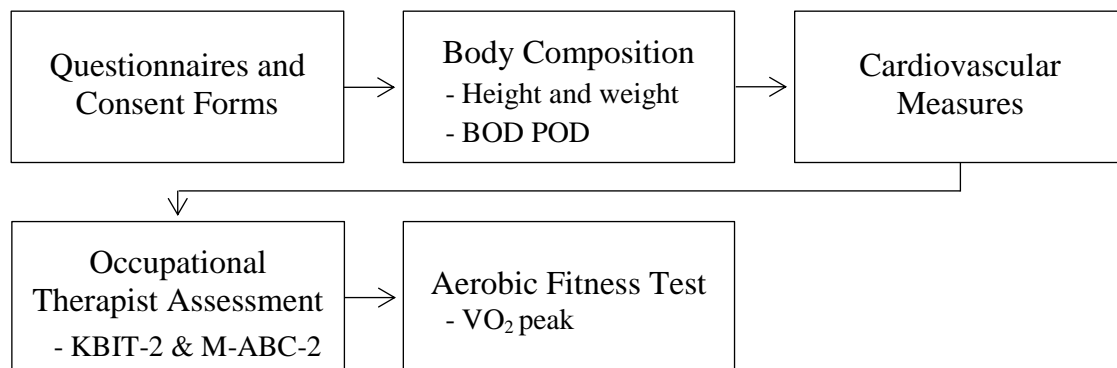 Questionnaires and
Consent Forms
Body Composition
- Height and weight
- BOD POD
Cardiovascular
Measures
Occupational
Therapist Assessment
- KBIT-2 & M-ABC-2
Aerobic Fitness Test
- VO₂ peak